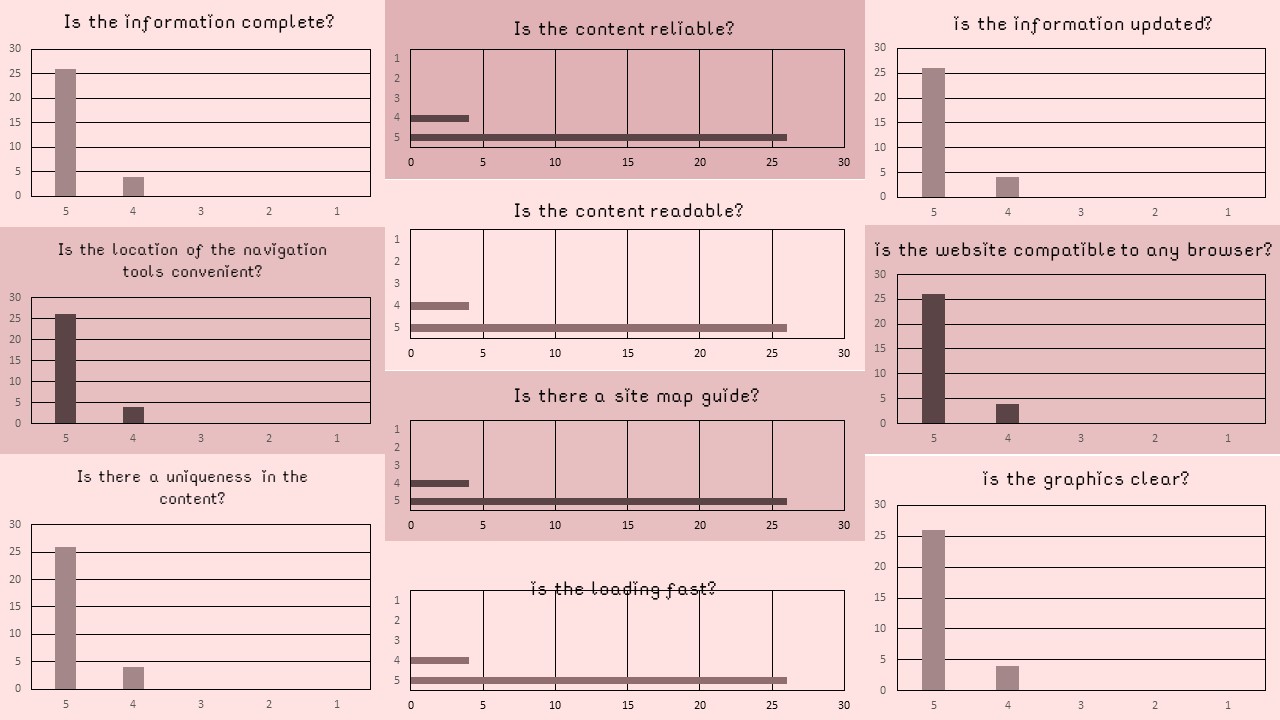 Is the information complete?
30
25
20
15
10
5
0
5 4 3 2 1
Is the location of the navigation
tools convenient?
30
25
20
15
10
5
0
5 4 3 2 1
Is there a uniqueness in the
content?
30
25
20
15
10
5
0
5 4 3 2 1
Is the content reliable?
1
2
3
4
5
0 5 10 15 20 25 30
Is the content readable?
1
2
3
4
5
0 5 10 15 20 25 30
Is there a site map guide?
1
2
3
4
5
0 5 10 15 20 25 30
is the loading fast?
1
2
3
4
5
0 5 10 15 20 25 30
is the information updated?
30
25
20
15
10
5
0
5 4 3 2 1
is the website compatible to any browser?
30
25
20
15
10
5
0
5 4 3 2 1
is the graphics clear?
30
25
20
15
10
5
0
5 4 3 2 1